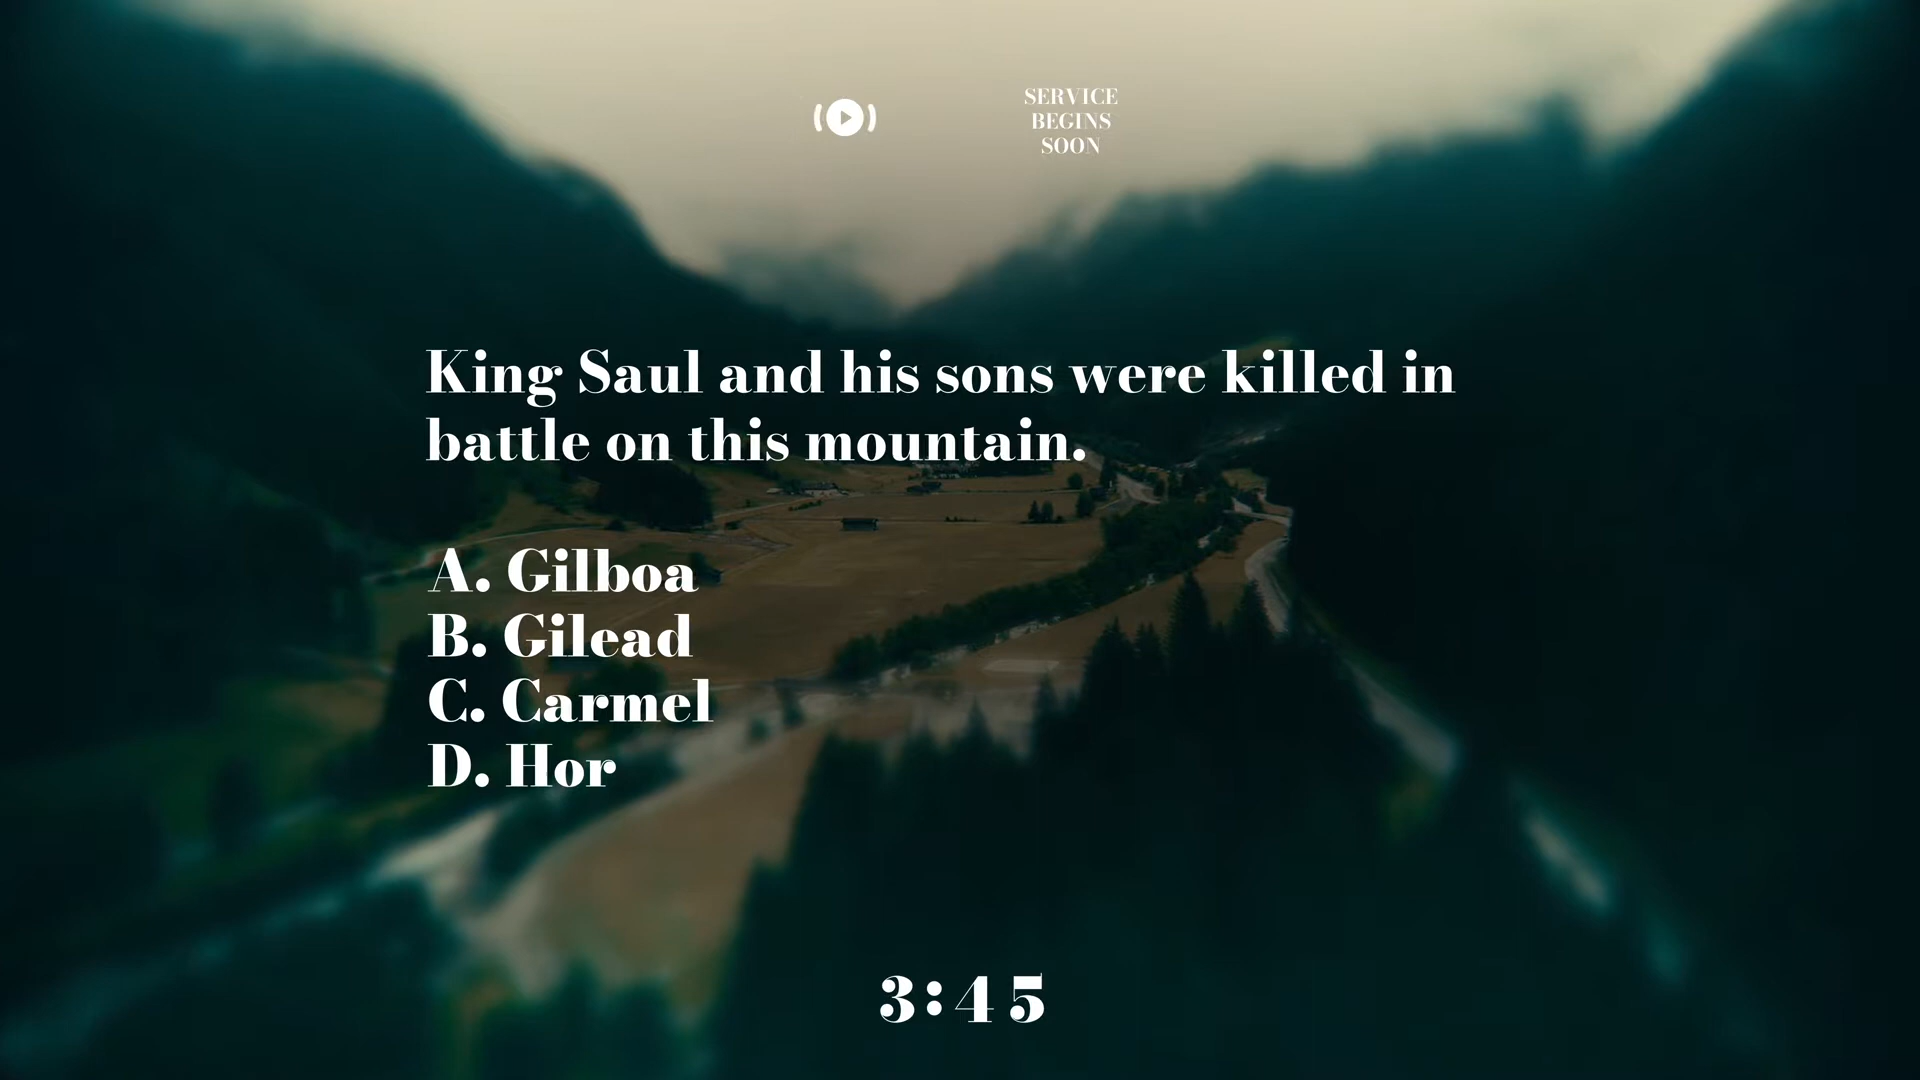 SERVICE
BEGINS
SOON
King Saul and his sons were killed in
battle on this mountain.
A. Gilboa
B. Gilead
C. Carmel
D. Hor
3:45